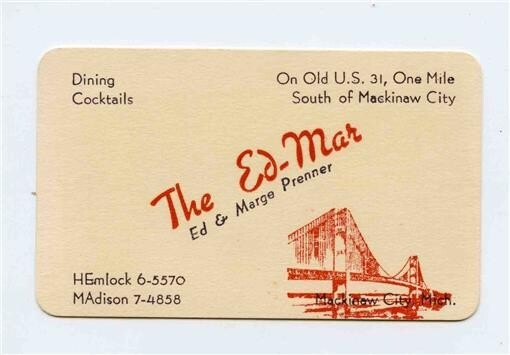 Dining
Cocktails
On Old U.S. 31, One Mile
South of Mackinaw City
The Ed-Mar
Ed & Marge Prenner
HEmlock 6-5570
MAdison 7-4858
Mackinaw City, Mich.